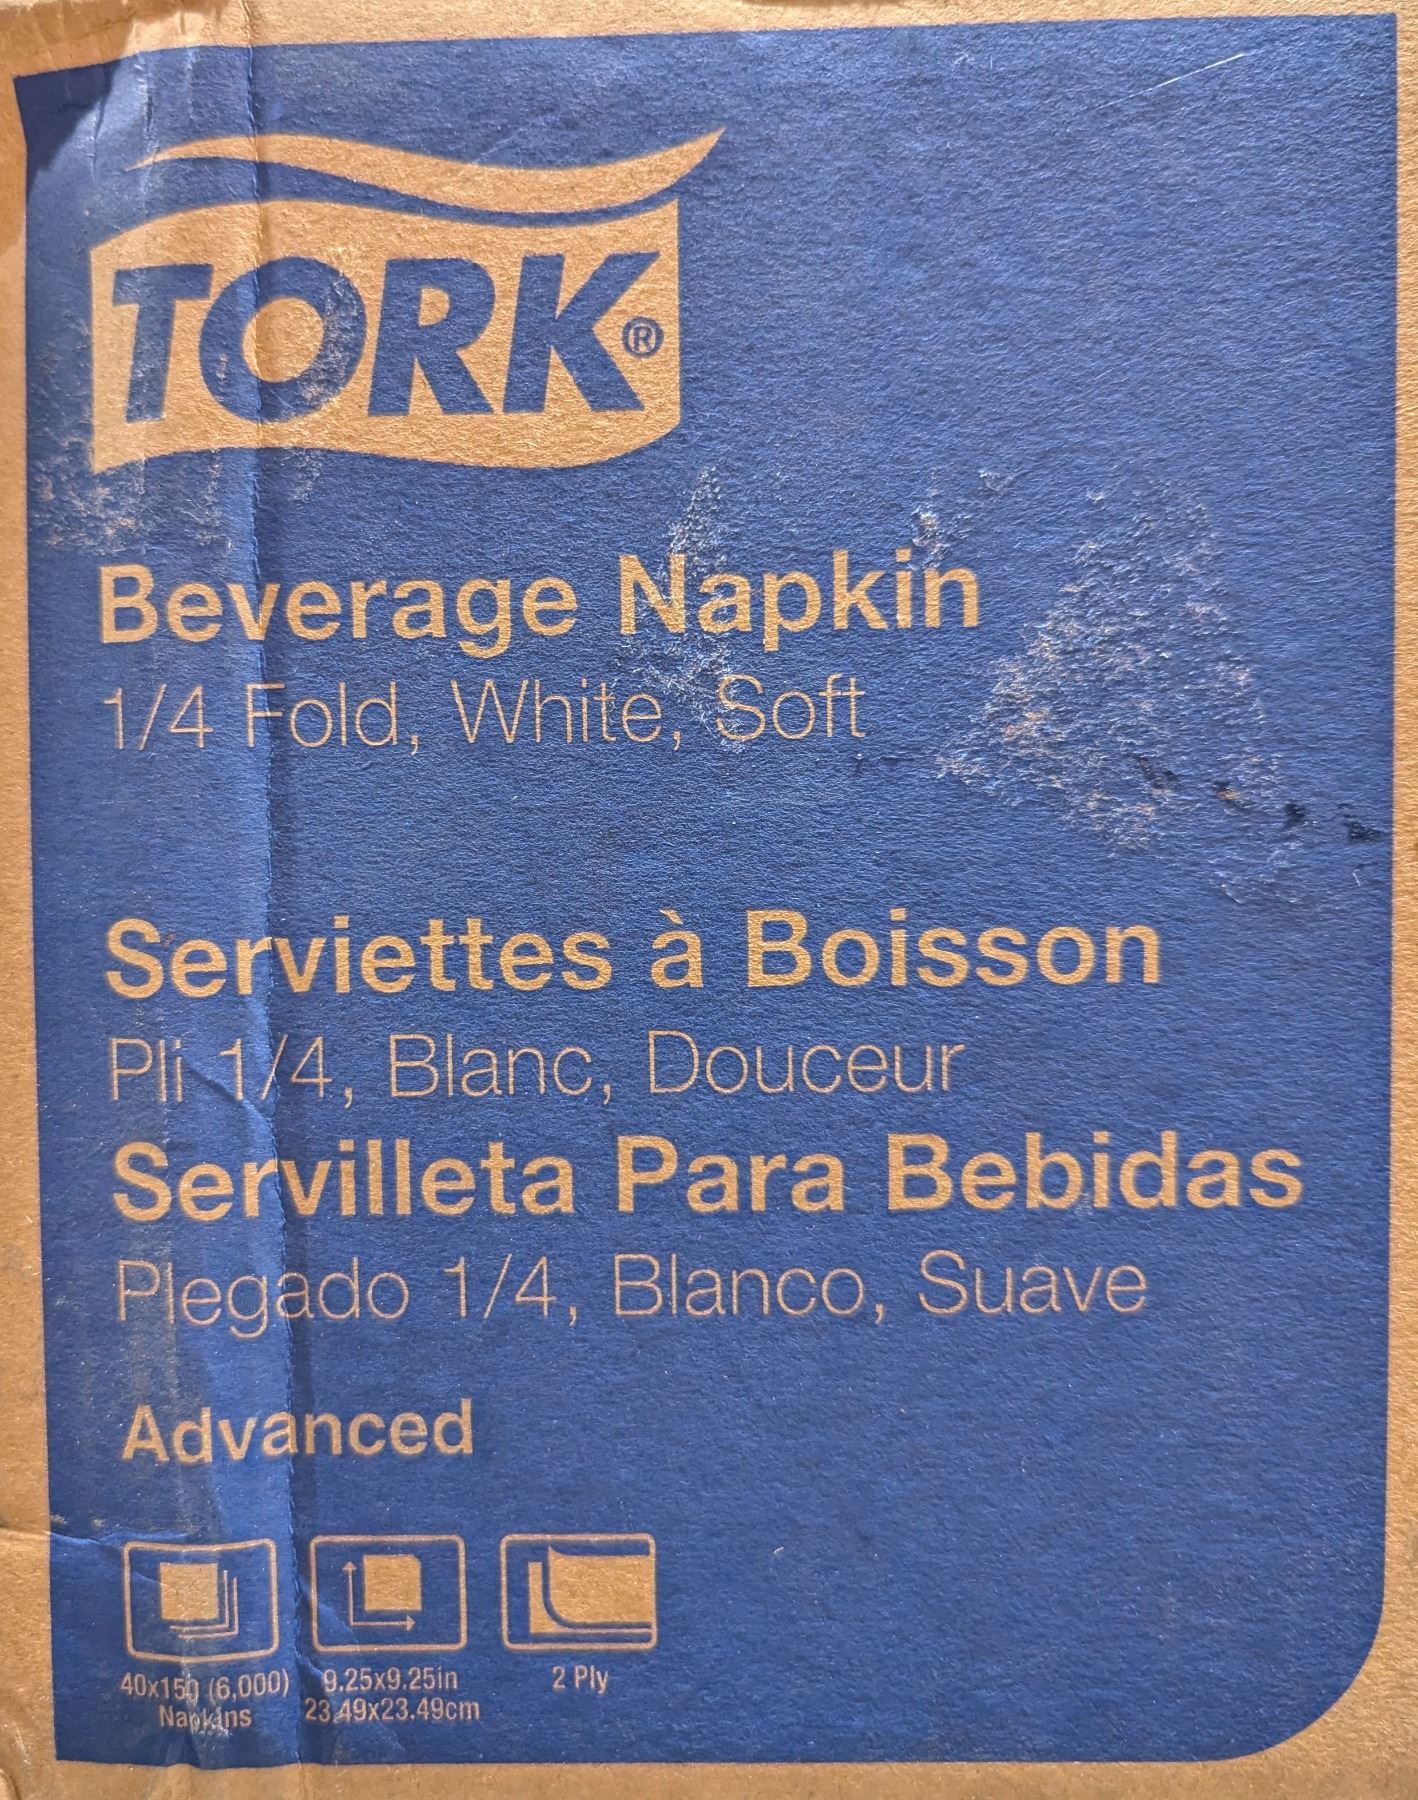 TORK®
Beverage Napkin
1/4 Fold, White, Soft
Serviettes à Boisson
Pli 1/4, Blanc, Douceur
Servilleta Para Bebidas
Plegado 1/4, Blanco, Suave
Advanced
40x150 (6,000)
Napkins
9.25x9.25in
23.49x23.49cm
2 Ply